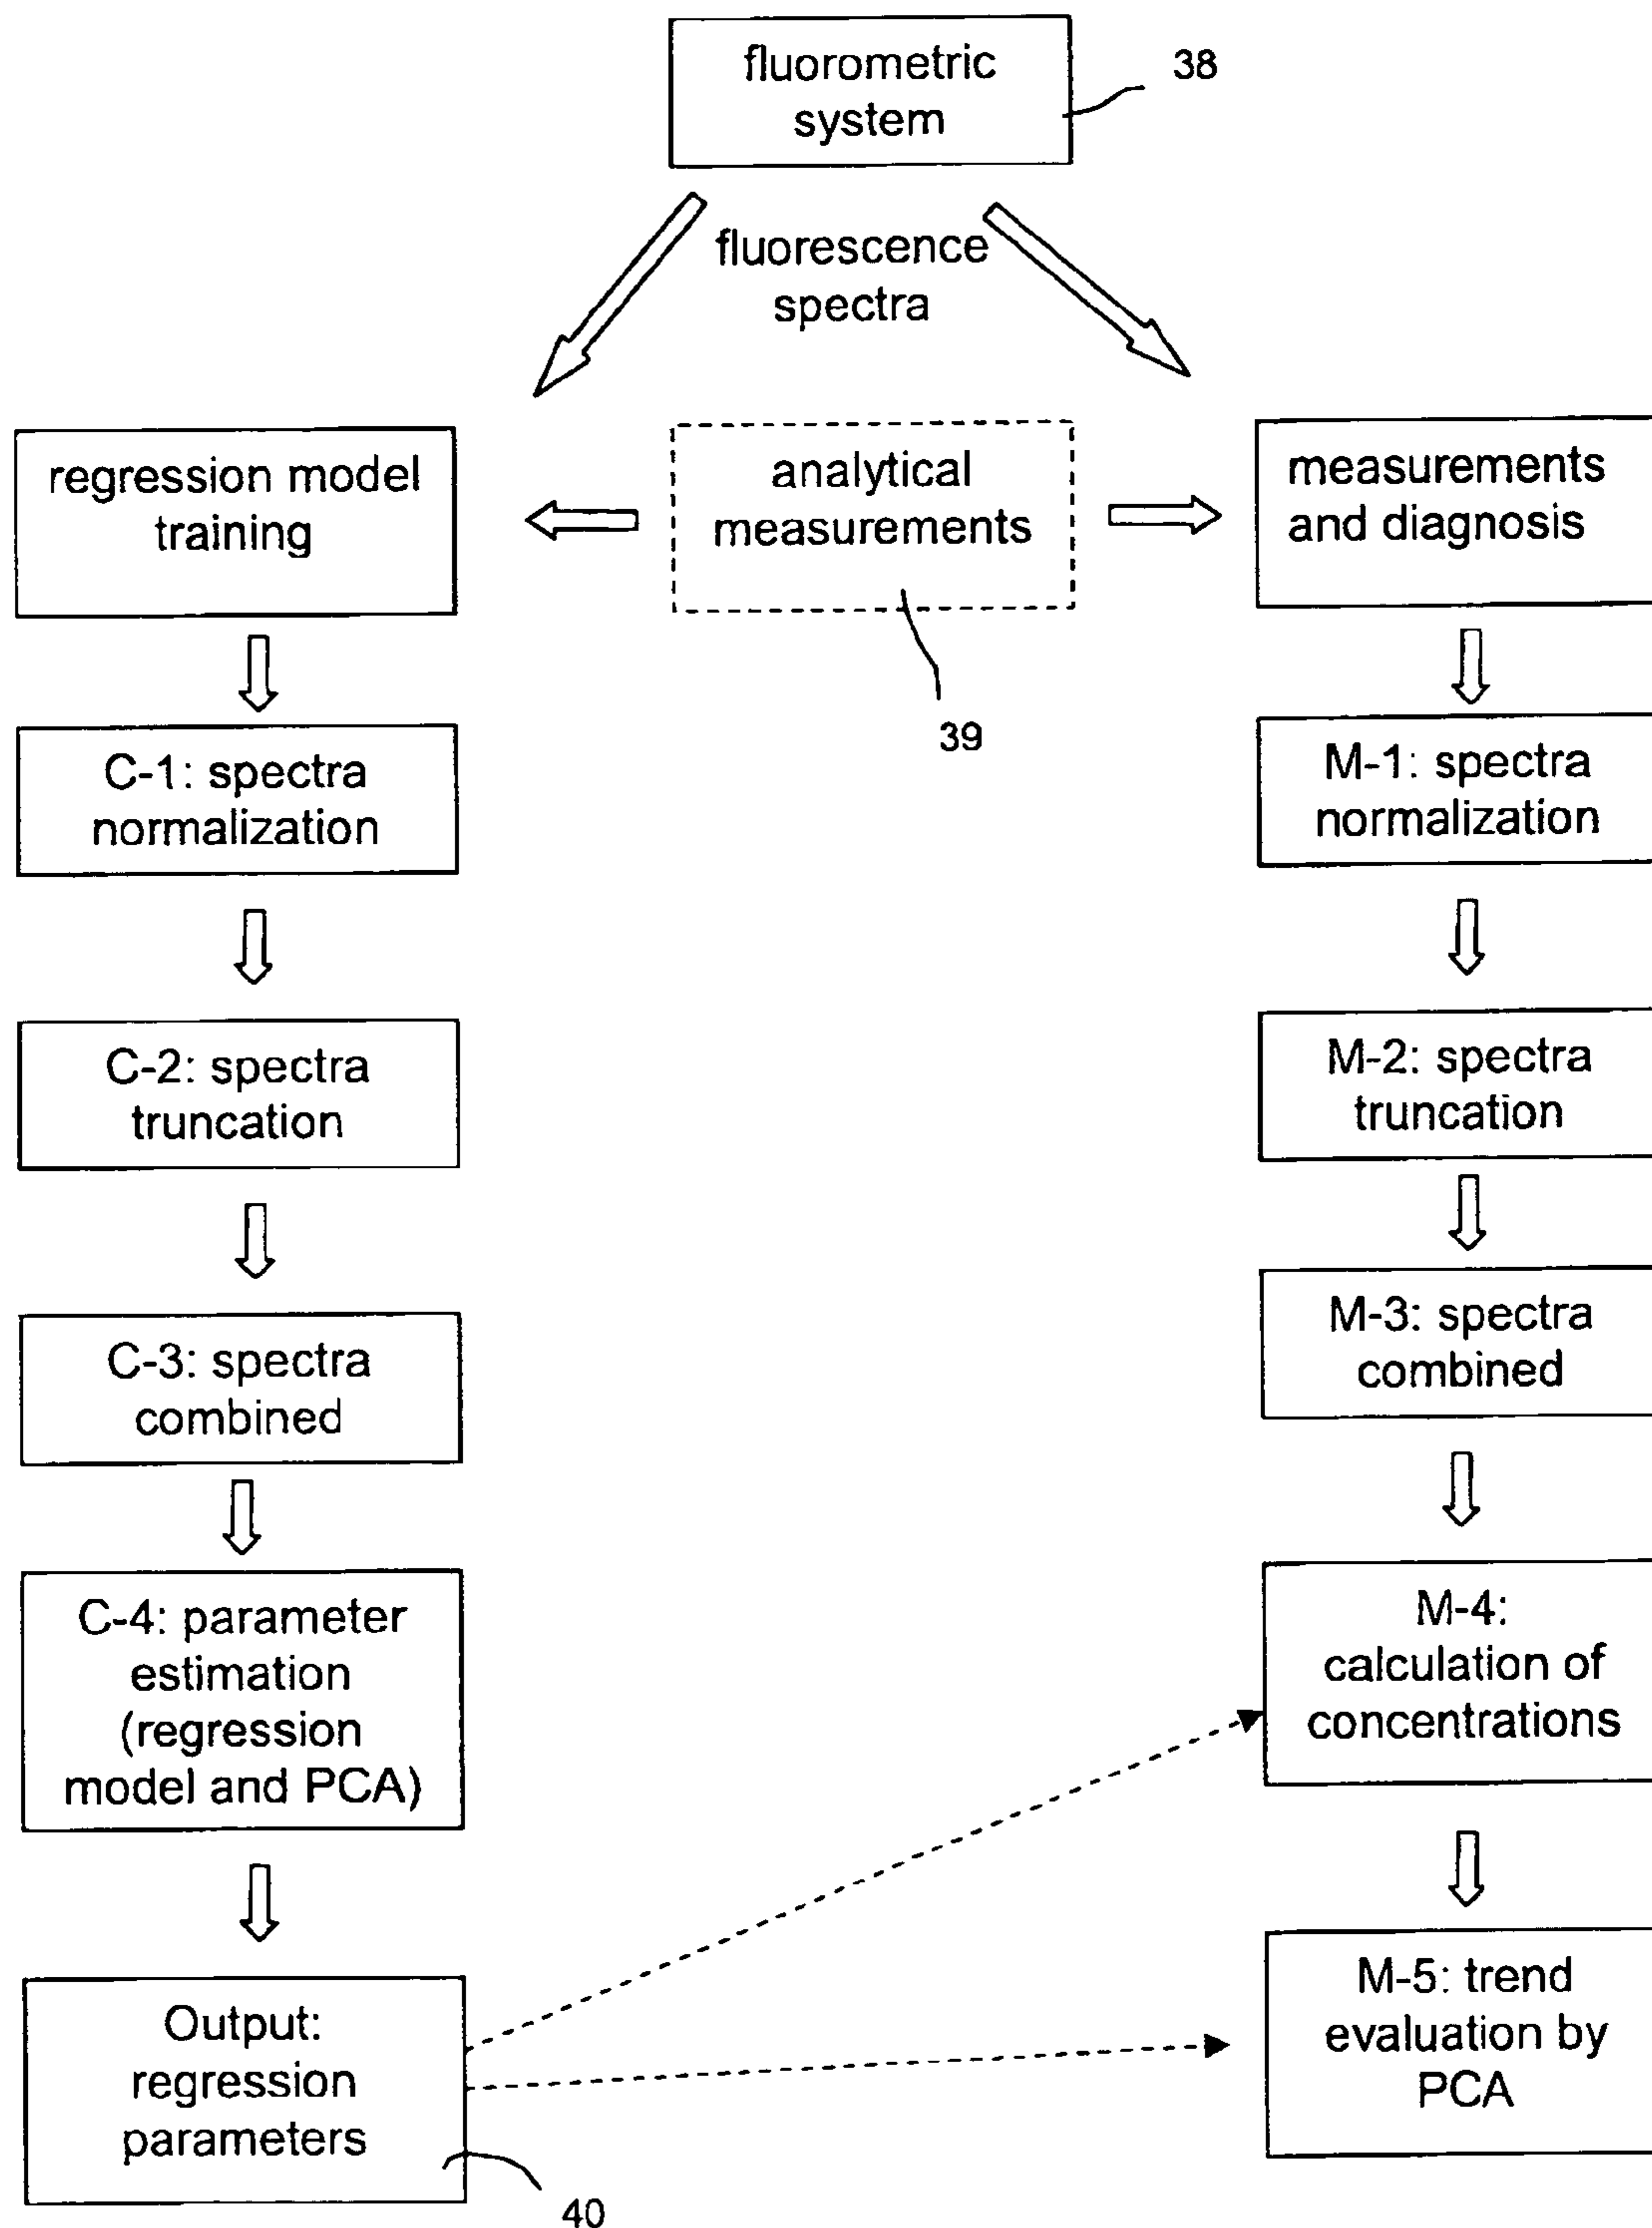 fluorometric
system
38
fluorescence
spectra
regression model
training
analytical
measurements
measurements
and diagnosis
39
C-1: spectra
normalization
M-1: spectra
normalization
C-2: spectra
truncation
M-2: spectra
truncation
C-3: spectra
combined
M-3: spectra
combined
C-4: parameter
estimation
(regression
model and PCA)
M-4:
calculation of
concentrations
Output:
regression
parameters
M-5: trend
evaluation by
PCA
40